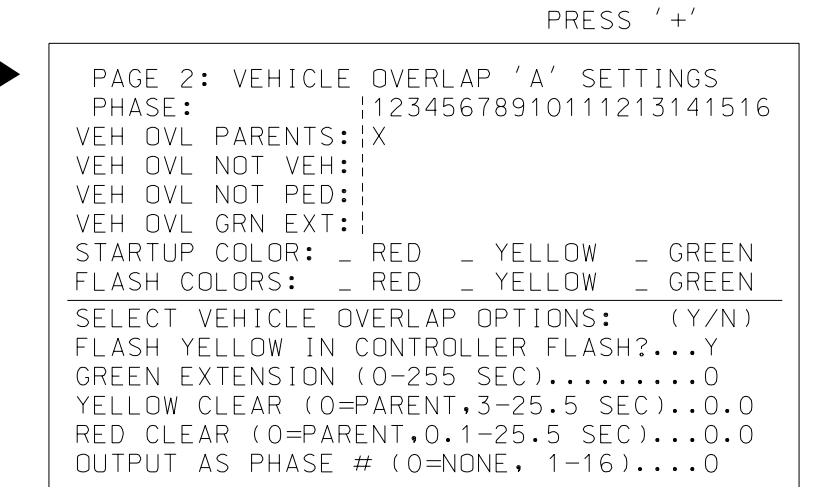 PRESS '+'
PAGE 2: VEHICLE OVERLAP 'A' SETTINGS
PHASE: ¦12345678910111213141516
VEH OVL PARENTS:¦X
VEH OVL NOT VEH:¦
VEH OVL NOT PED:¦
VEH OVL GRN EXT:¦
STARTUP COLOR: _ RED _ YELLOW _ GREEN
FLASH COLORS: _ RED _ YELLOW _ GREEN
SELECT VEHICLE OVERLAP OPTIONS: (Y/N)
FLASH YELLOW IN CONTROLLER FLASH?...Y
GREEN EXTENSION (0-255 SEC).........0
YELLOW CLEAR (0=PARENT,3-25.5 SEC)..0.0
RED CLEAR (0=PARENT,0.1-25.5 SEC)...0.0
OUTPUT AS PHASE # (0=NONE, 1-16)....0